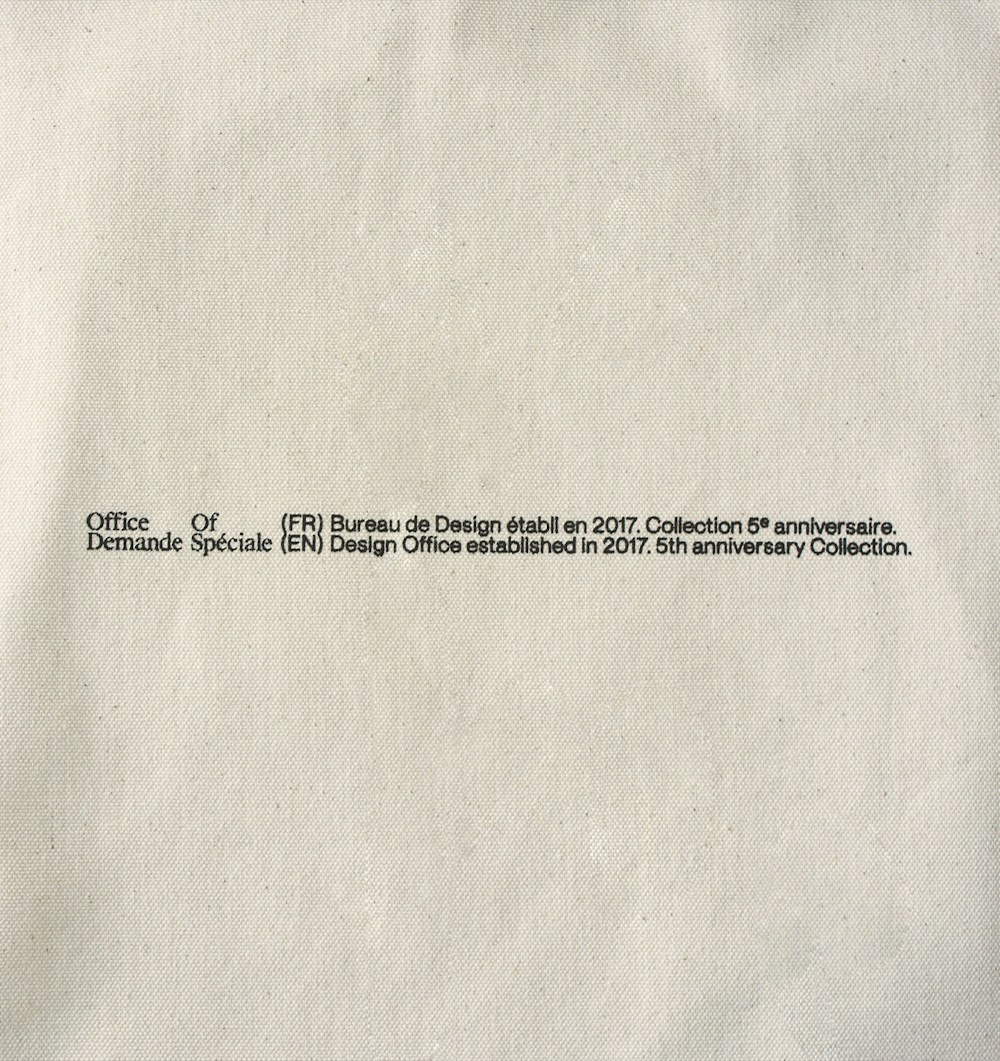 Office Of (FR) Bureau de Design établi en 2017. Collection 5e anniversaire.
Demande Spéciale (EN) Design Office established in 2017. 5th anniversary Collection.